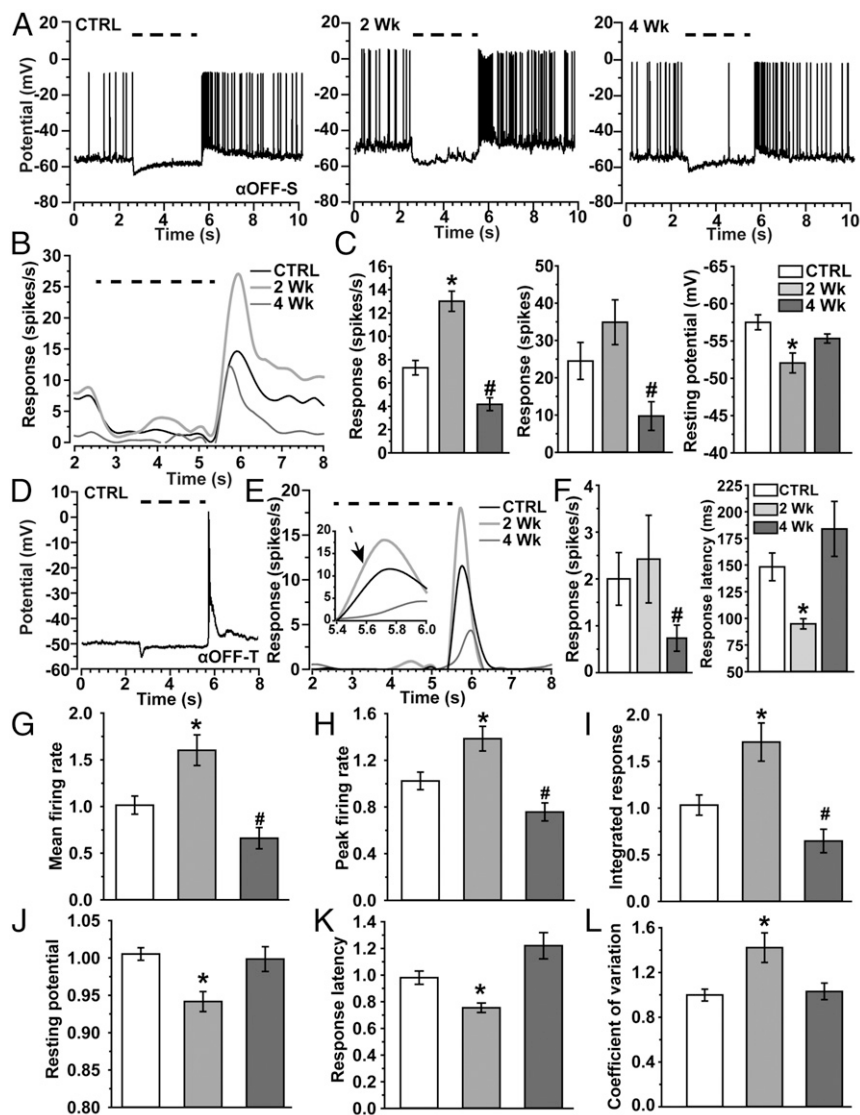 A
CTRL
2 Wk
4 Wk
Potential (mV)
20
0
-20
-40
-60
-80
αOFF-S
0 2 4 6 8 10
Time (s)
20
0
-20
-40
-60
-80
0 2 4 6 8 10
Time (s)
20
0
-20
-40
-60
-80
0 2 4 6 8 10
Time (s)
B
Response (spikes/s)
30
25
20
15
10
5
0
CTRL
2 Wk
4 Wk
2 3 4 5 6 7 8
Time (s)
C
Response (spikes/s)
16
14
12
10
8
6
4
2
0
*
#
Response (spikes)
50
40
30
20
10
0
#
Resting potential (mV)
-65
-60
-55
-50
-45
-40
*
CTRL
2 Wk
4 Wk
D
CTRL
Potential (mV)
10
0
-10
-20
-30
-40
-50
-60
αOFF-T
0 2 4 6 8
Time (s)
E
Response (spikes/s)
20
18
15
10
5
0
CTRL
2 Wk
4 Wk
20
15
10
5
0
5.4 5.6 5.8 6.0
2 3 4 5 6 7 8
Time (s)
F
Response (spikes/s)
4
3
2
1
0
#
Response latency (ms)
225
200
175
150
125
100
75
50
*
CTRL
2 Wk
4 Wk
G
Mean firing rate
2.0
1.5
1.0
0.5
0.0
*
#
H
Peak firing rate
1.6
1.2
0.8
0.4
0.0
*
#
I
Integrated response
2.0
1.5
1.0
0.5
0.0
*
#
J
Resting potential
1.05
1.00
0.95
0.90
0.85
0.80
*
K
Response latency
1.4
1.2
1.0
0.8
0.6
0.4
0.2
0.0
*
L
Coefficient of variation
1.6
1.2
0.8
0.4
0.0
*